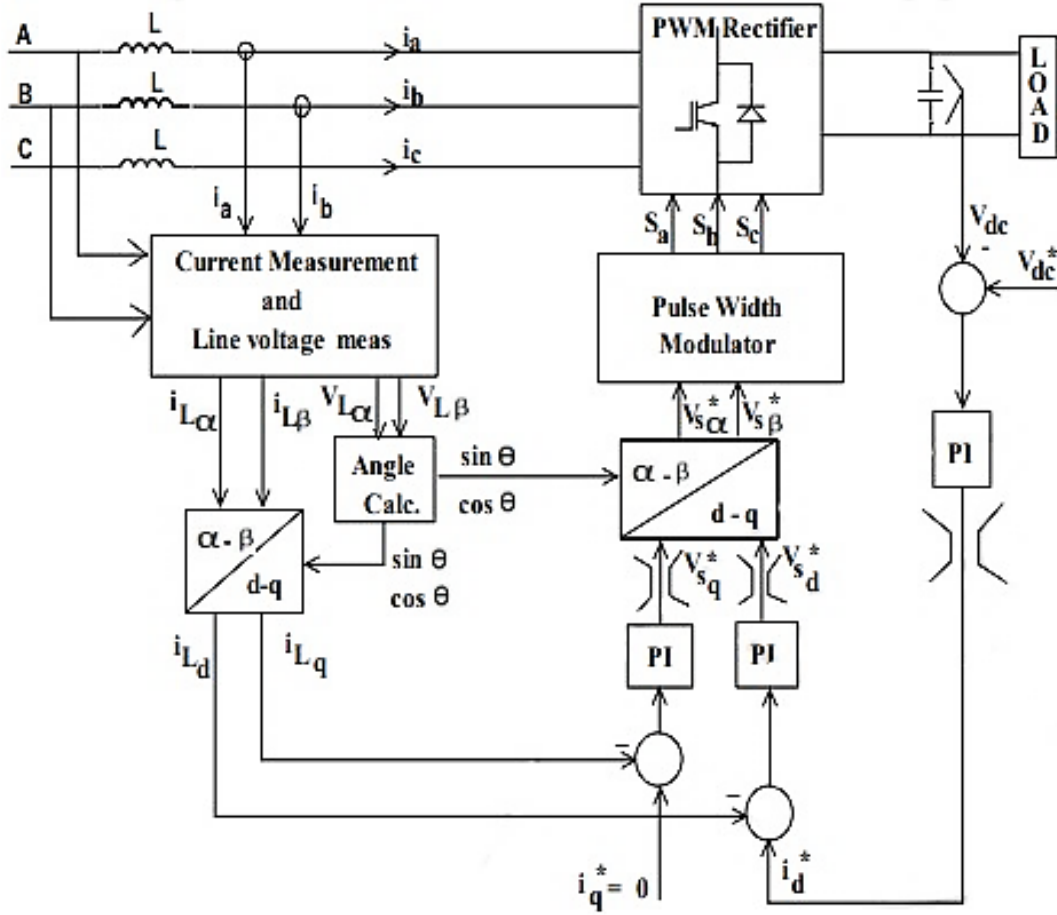 A
L
i_a
PWM Rectifier
LOAD
B
L
i_b
C
L
i_c
i_a
i_b
S_a
S_b
S_c
V_dc
-
V_dc*
Current Measurement
and
Line voltage meas
Pulse Width
Modulator
i_Lα
i_Lβ
V_Lα
V_Lβ
V_sα*
V_sβ*
PI
Angle
Calc.
sin θ
cos θ
α - β
d - q
α - β
d-q
sin θ
cos θ
V_sq*
V_sd*
i_Ld
i_Lq
PI
PI
-
-
i_q* = 0
i_d*